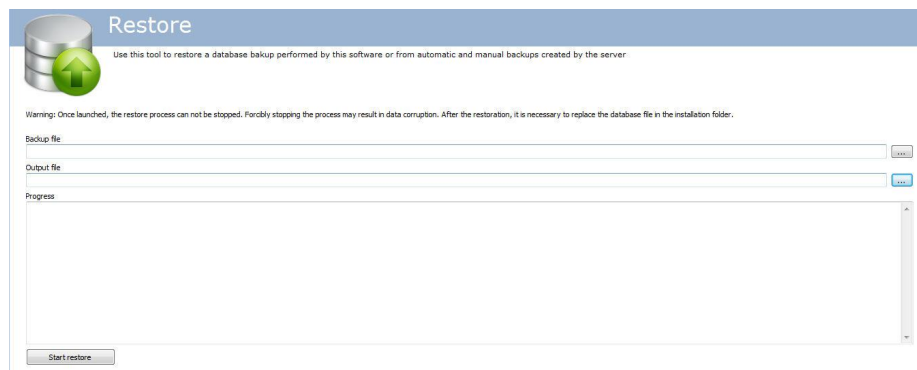 Restore
Use this tool to restore a database bakup performed by this software or from automatic and manual backups created by the server
Warning: Once launched, the restore process can not be stopped. Forcibly stopping the process may result in data corruption. After the restoration, it is necessary to replace the database file in the installation folder.
Backup file
...
Output file
...
Progress
Start restore